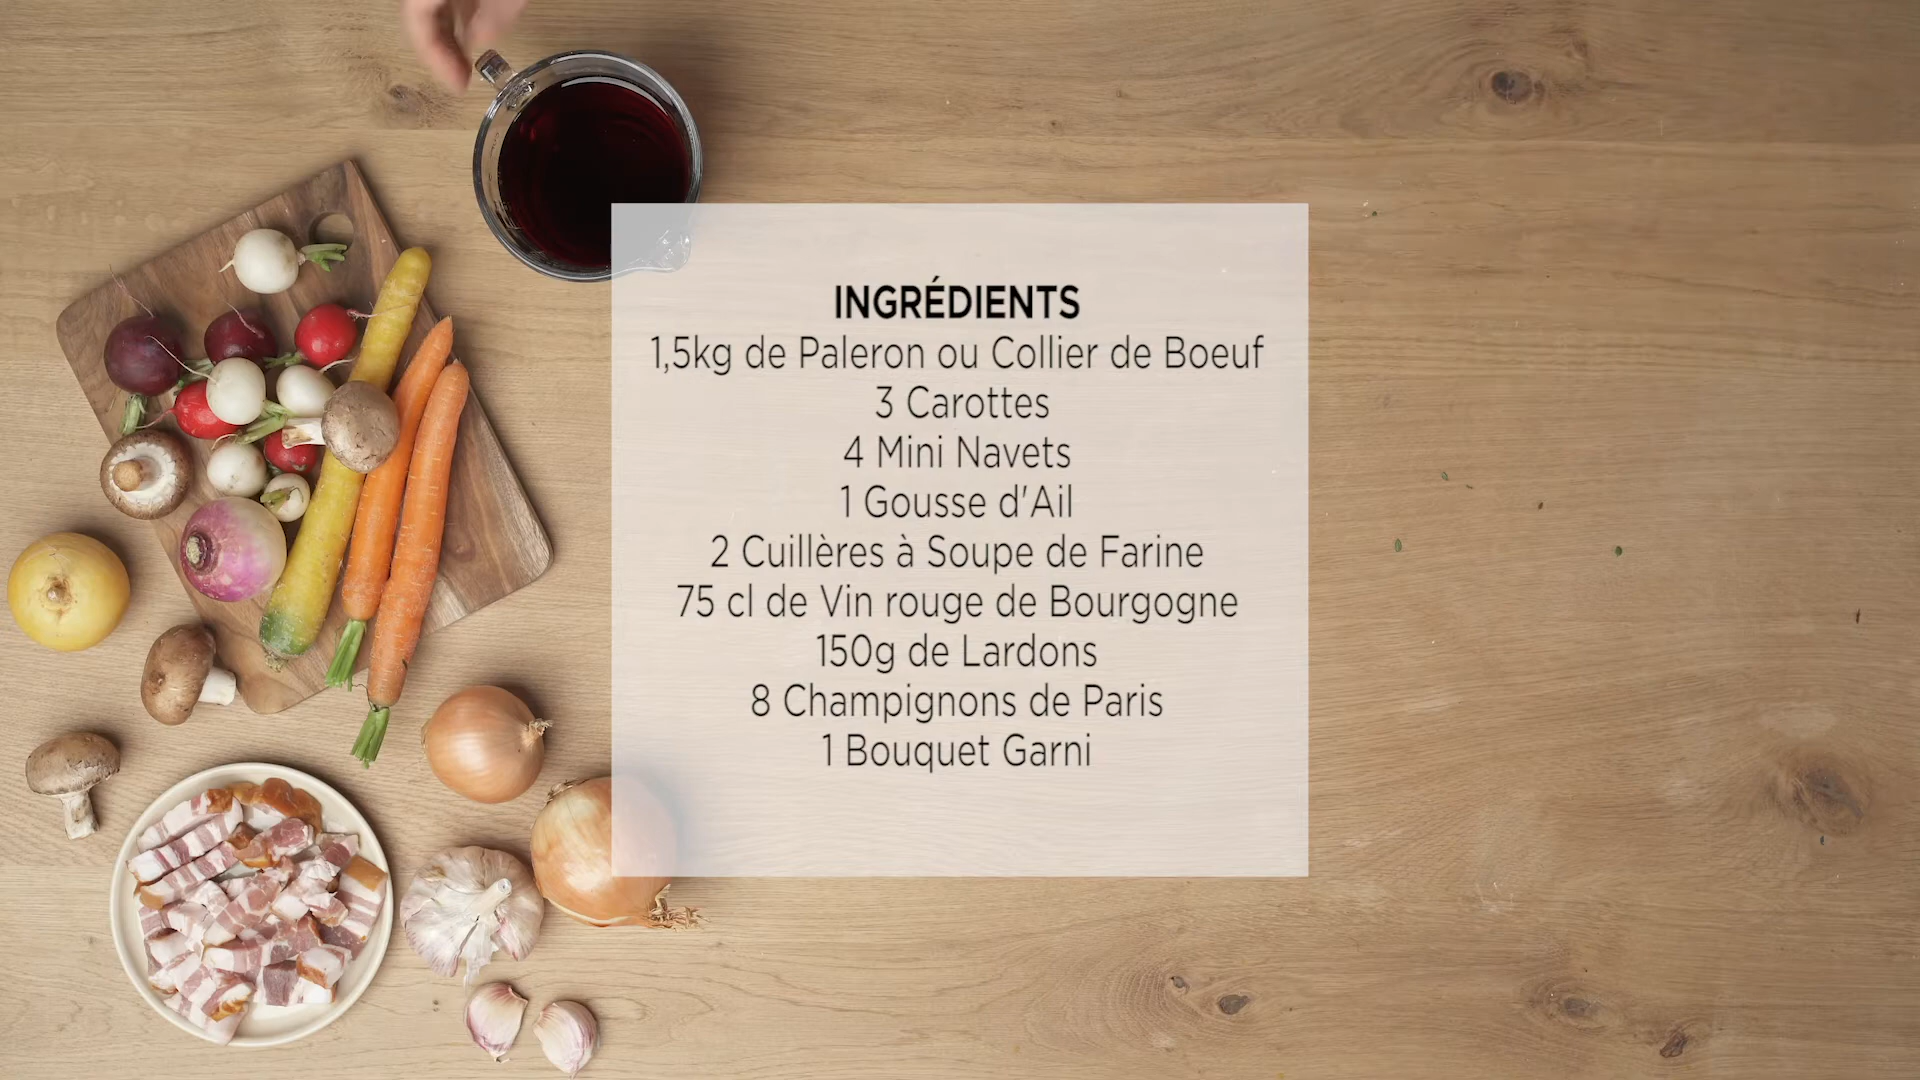 INGRÉDIENTS
1,5kg de Paleron ou Collier de Boeuf
3 Carottes
4 Mini Navets
1 Gousse d'Ail
2 Cuillères à Soupe de Farine
75 cl de Vin rouge de Bourgogne
150g de Lardons
8 Champignons de Paris
1 Bouquet Garni